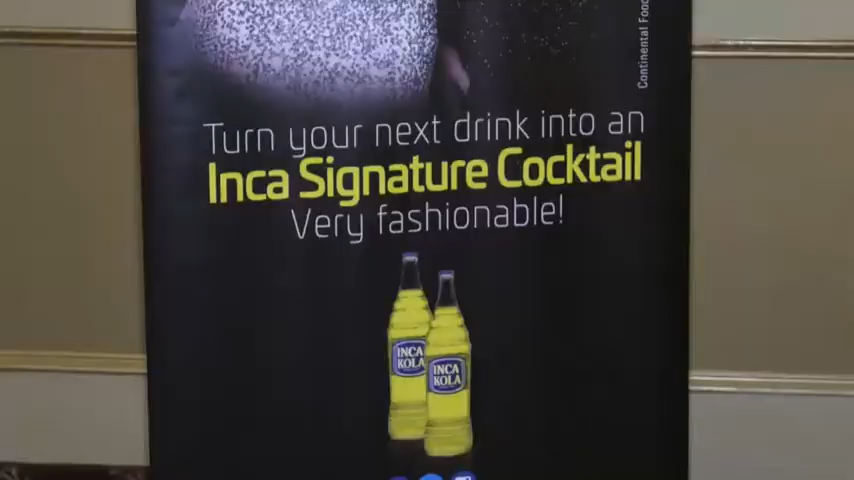 Continental Food
Turn your next drink into an
Inca Signature Cocktail
Very fashionable!
INCA
KOLA
INCA
KOLA